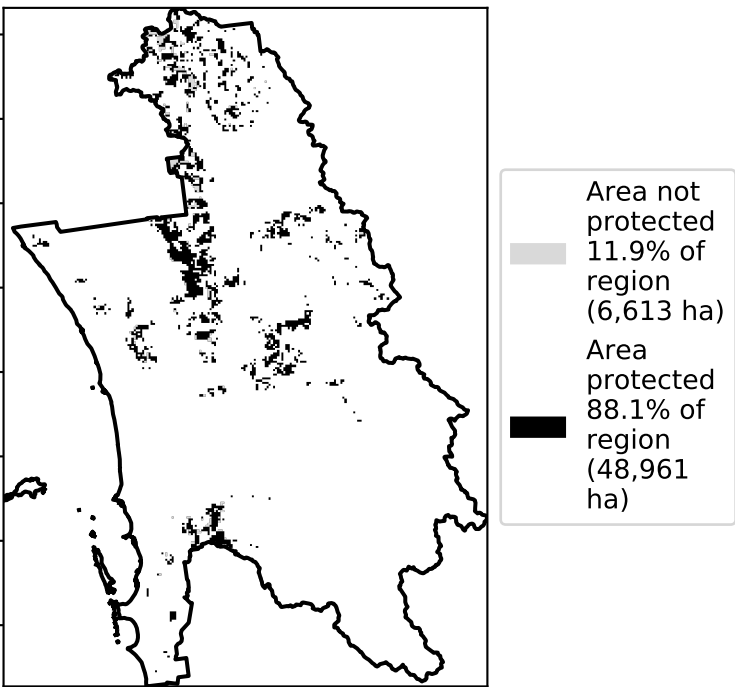 Area not
protected
11.9% of
region
(6,613 ha)
Area
protected
88.1% of
region
(48,961
ha)